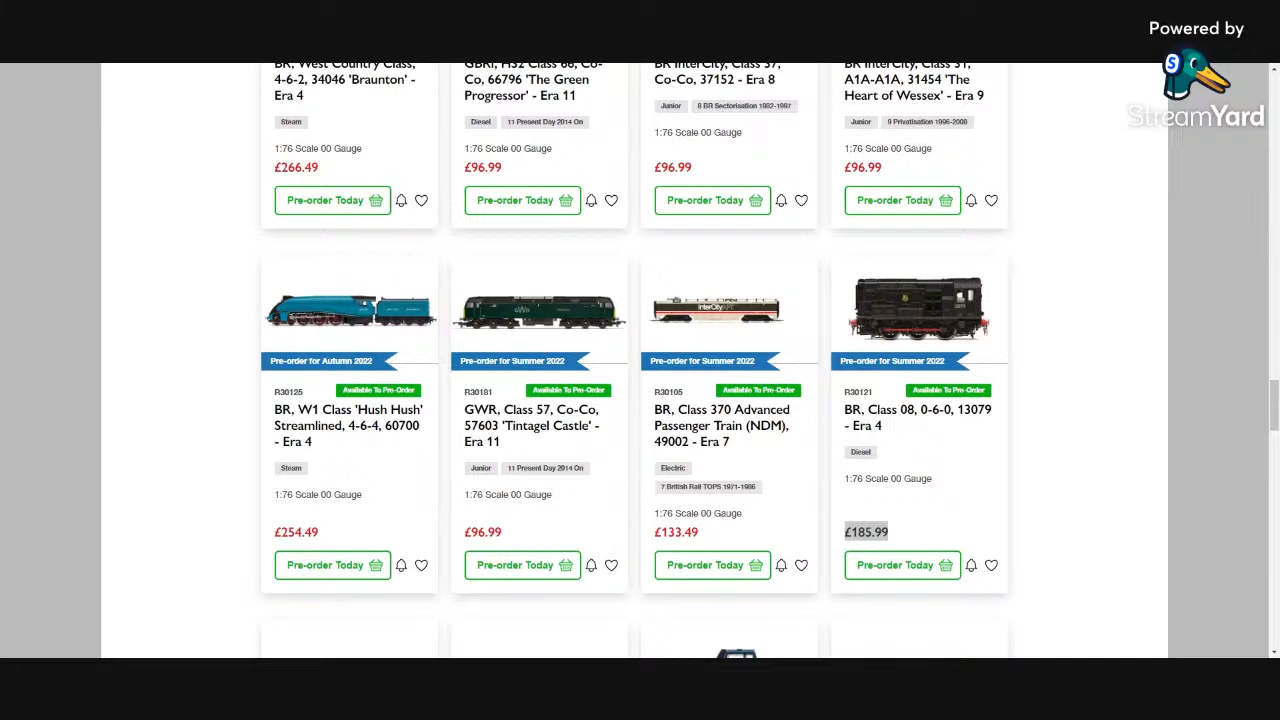 Powered by
StreamYard
BR, West Country Class,
4-6-2, 34046 'Braunton' -
Era 4
Steam
1:76 Scale 00 Gauge
£266.49
Pre-order Today
GBRf, HS2 Class 66, Co-
Co, 66796 'The Green
Progressor' - Era 11
Diesel 11 Present Day 2014 On
1:76 Scale 00 Gauge
£96.99
Pre-order Today
BR InterCity, Class 37,
Co-Co, 37152 - Era 8
Junior 8 BR Sectorisation 1982-1997
1:76 Scale 00 Gauge
£96.99
Pre-order Today
BR InterCity, Class 31,
A1A-A1A, 31454 'The
Heart of Wessex' - Era 9
Junior 9 Privatisation 1996-2008
1:76 Scale 00 Gauge
£96.99
Pre-order Today
Pre-order for Autumn 2022
R30125 Available To Pre-Order
BR, W1 Class 'Hush Hush'
Streamlined, 4-6-4, 60700
- Era 4
Steam
1:76 Scale 00 Gauge
£254.49
Pre-order Today
GWR
Pre-order for Summer 2022
R30181 Available To Pre-Order
GWR, Class 57, Co-Co,
57603 'Tintagel Castle' -
Era 11
Junior 11 Present Day 2014 On
1:76 Scale 00 Gauge
£96.99
Pre-order Today
InterCity APT
Pre-order for Summer 2022
R30105 Available To Pre-Order
BR, Class 370 Advanced
Passenger Train (NDM),
49002 - Era 7
Electric
7 British Rail TOPS 1971-1986
1:76 Scale 00 Gauge
£133.49
Pre-order Today
Pre-order for Summer 2022
R30121 Available To Pre-Order
BR, Class 08, 0-6-0, 13079
- Era 4
Diesel
1:76 Scale 00 Gauge
£185.99
Pre-order Today